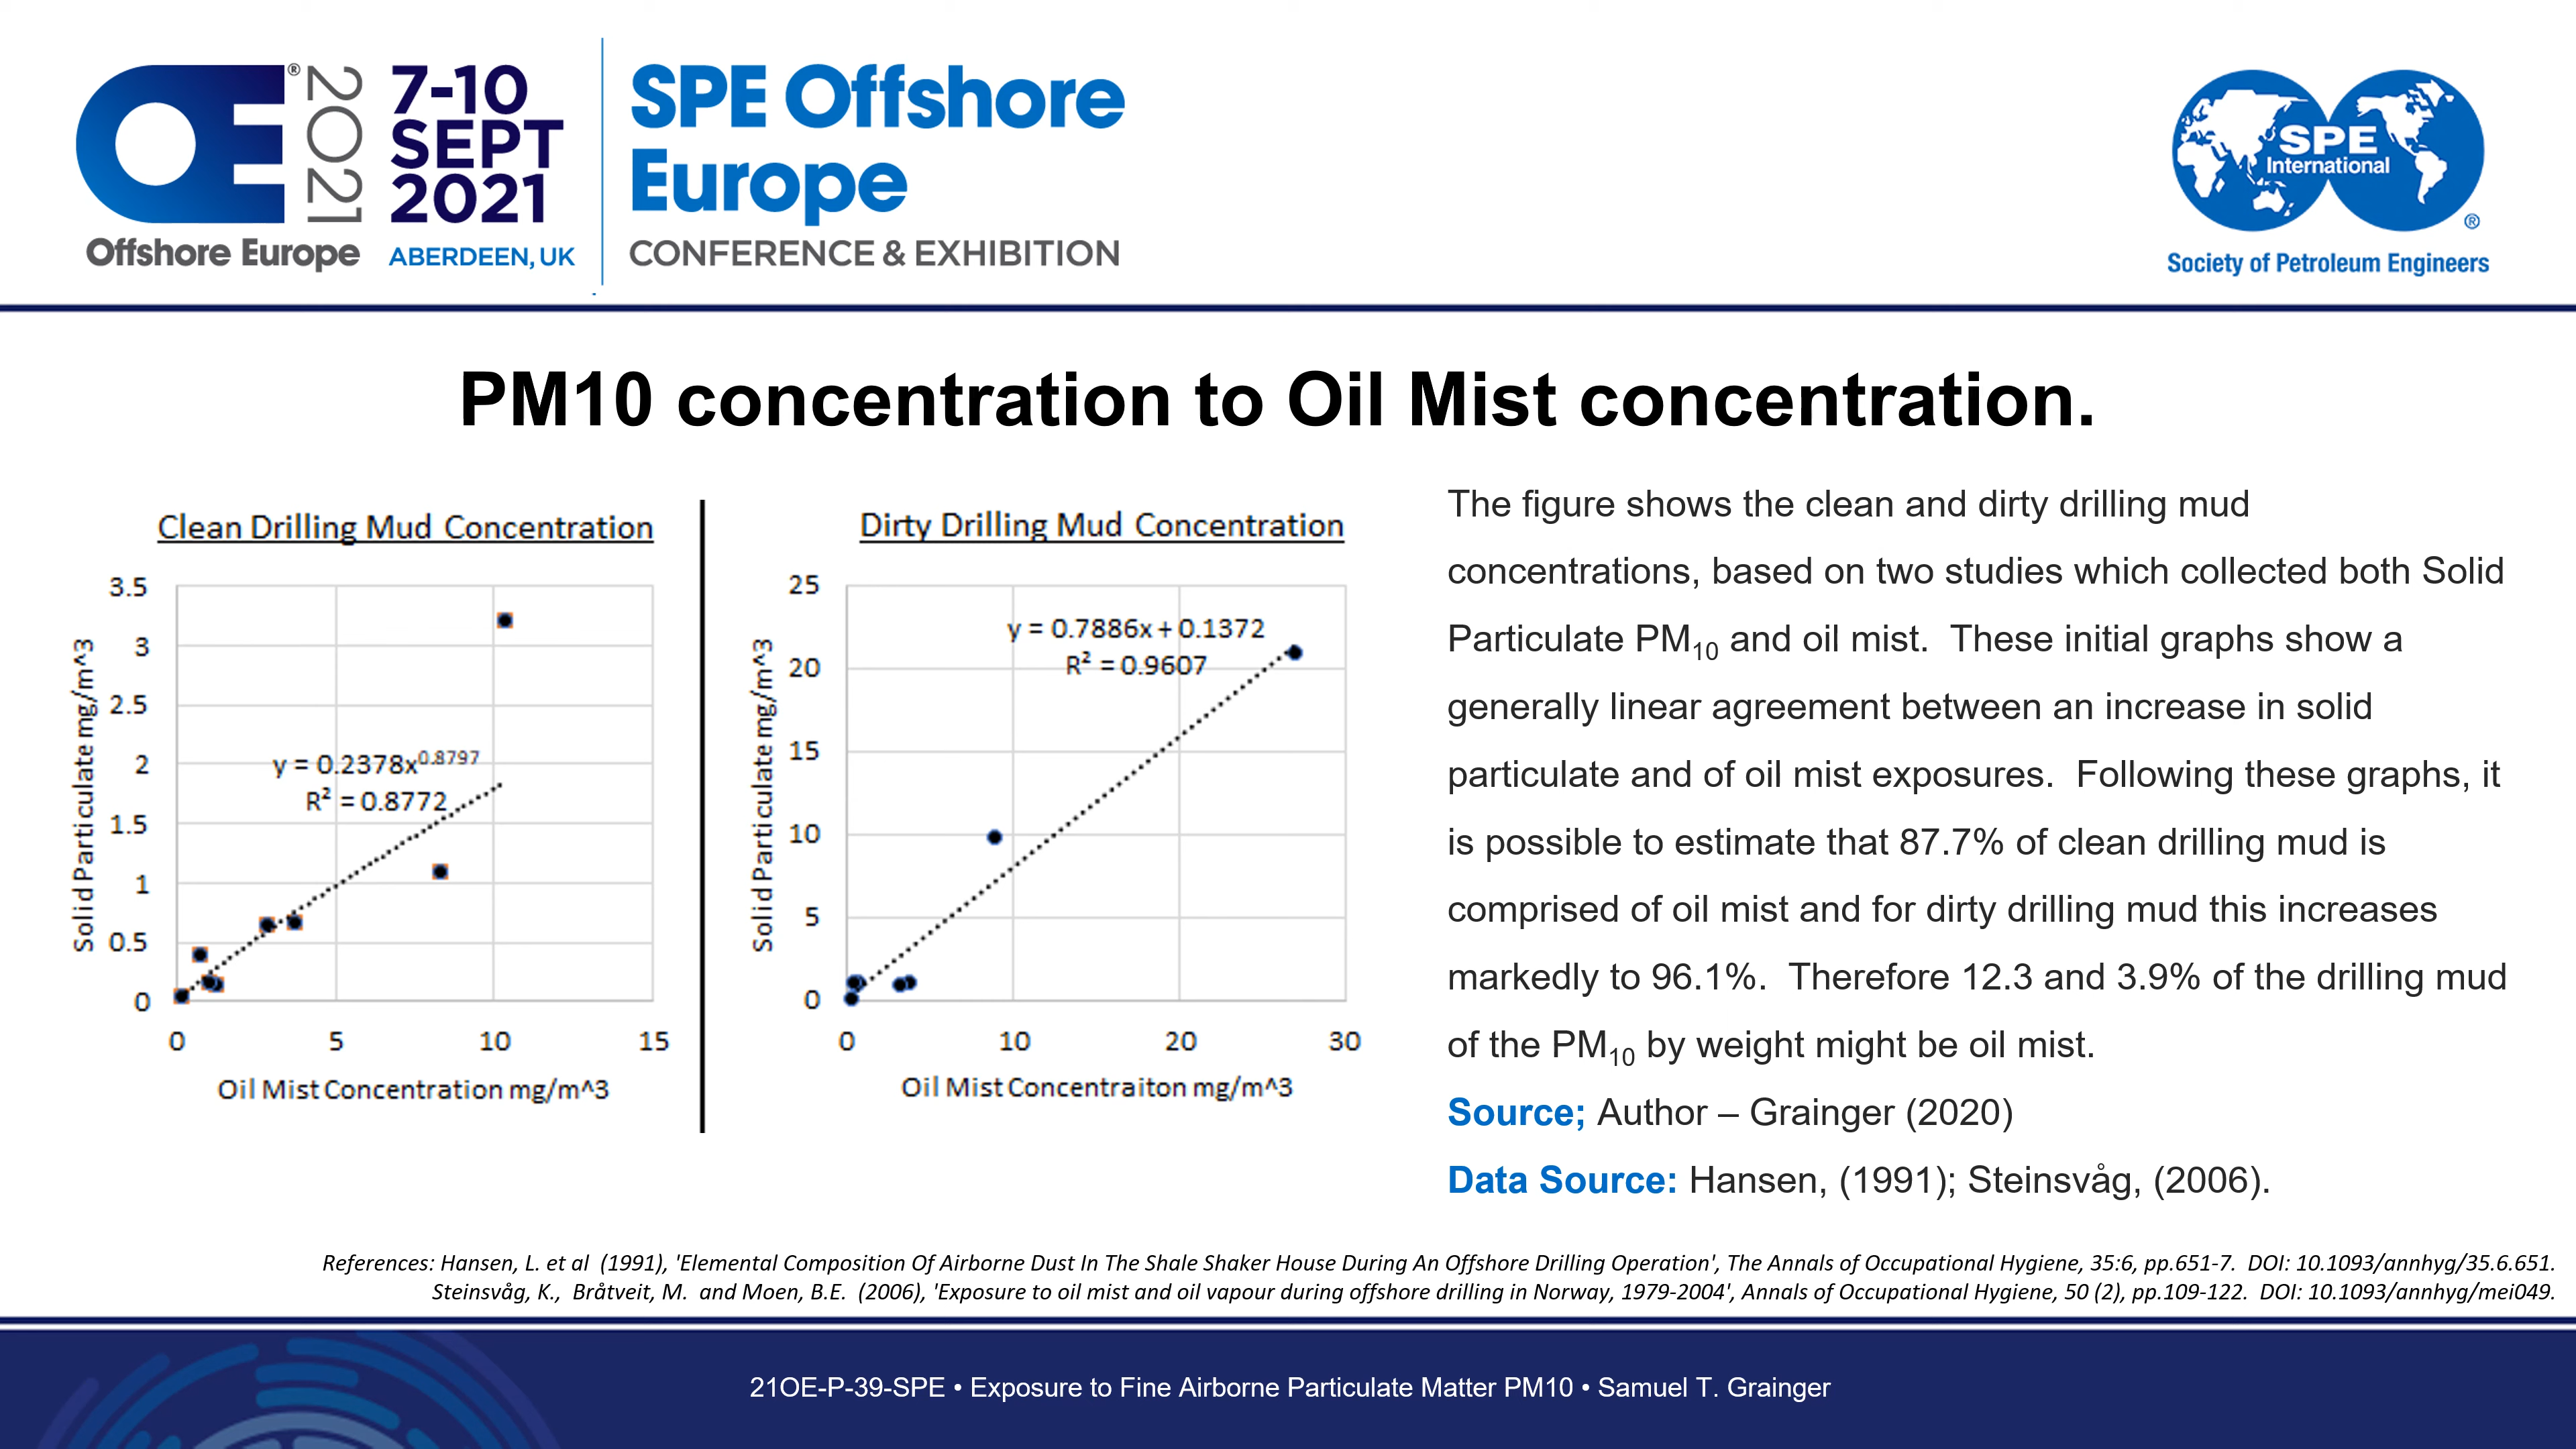 OE ® 2021
Offshore Europe
7-10
SEPT
2021
ABERDEEN, UK
SPE Offshore
Europe
CONFERENCE & EXHIBITION
SPE
International
®
Society of Petroleum Engineers
PM10 concentration to Oil Mist concentration.
Clean Drilling Mud Concentration
3.5
3
2.5
2
1.5
1
0.5
0
Solid Particulate mg/m^3
y = 0.2378x^0.8797
R² = 0.8772
0 5 10 15
Oil Mist Concentration mg/m^3
Dirty Drilling Mud Concentration
25
20
15
10
5
0
Solid Particulate mg/m^3
y = 0.7886x + 0.1372
R² = 0.9607
0 10 20 30
Oil Mist Concentraiton mg/m^3
The figure shows the clean and dirty drilling mud
concentrations, based on two studies which collected both Solid
Particulate PM10 and oil mist. These initial graphs show a
generally linear agreement between an increase in solid
particulate and of oil mist exposures. Following these graphs, it
is possible to estimate that 87.7% of clean drilling mud is
comprised of oil mist and for dirty drilling mud this increases
markedly to 96.1%. Therefore 12.3 and 3.9% of the drilling mud
of the PM10 by weight might be oil mist.
Source; Author – Grainger (2020)
Data Source: Hansen, (1991); Steinsvåg, (2006).
References: Hansen, L. et al (1991), 'Elemental Composition Of Airborne Dust In The Shale Shaker House During An Offshore Drilling Operation', The Annals of Occupational Hygiene, 35:6, pp.651-7. DOI: 10.1093/annhyg/35.6.651.
Steinsvåg, K., Bråtveit, M. and Moen, B.E. (2006), 'Exposure to oil mist and oil vapour during offshore drilling in Norway, 1979-2004', Annals of Occupational Hygiene, 50 (2), pp.109-122. DOI: 10.1093/annhyg/mei049.
21OE-P-39-SPE • Exposure to Fine Airborne Particulate Matter PM10 • Samuel T. Grainger